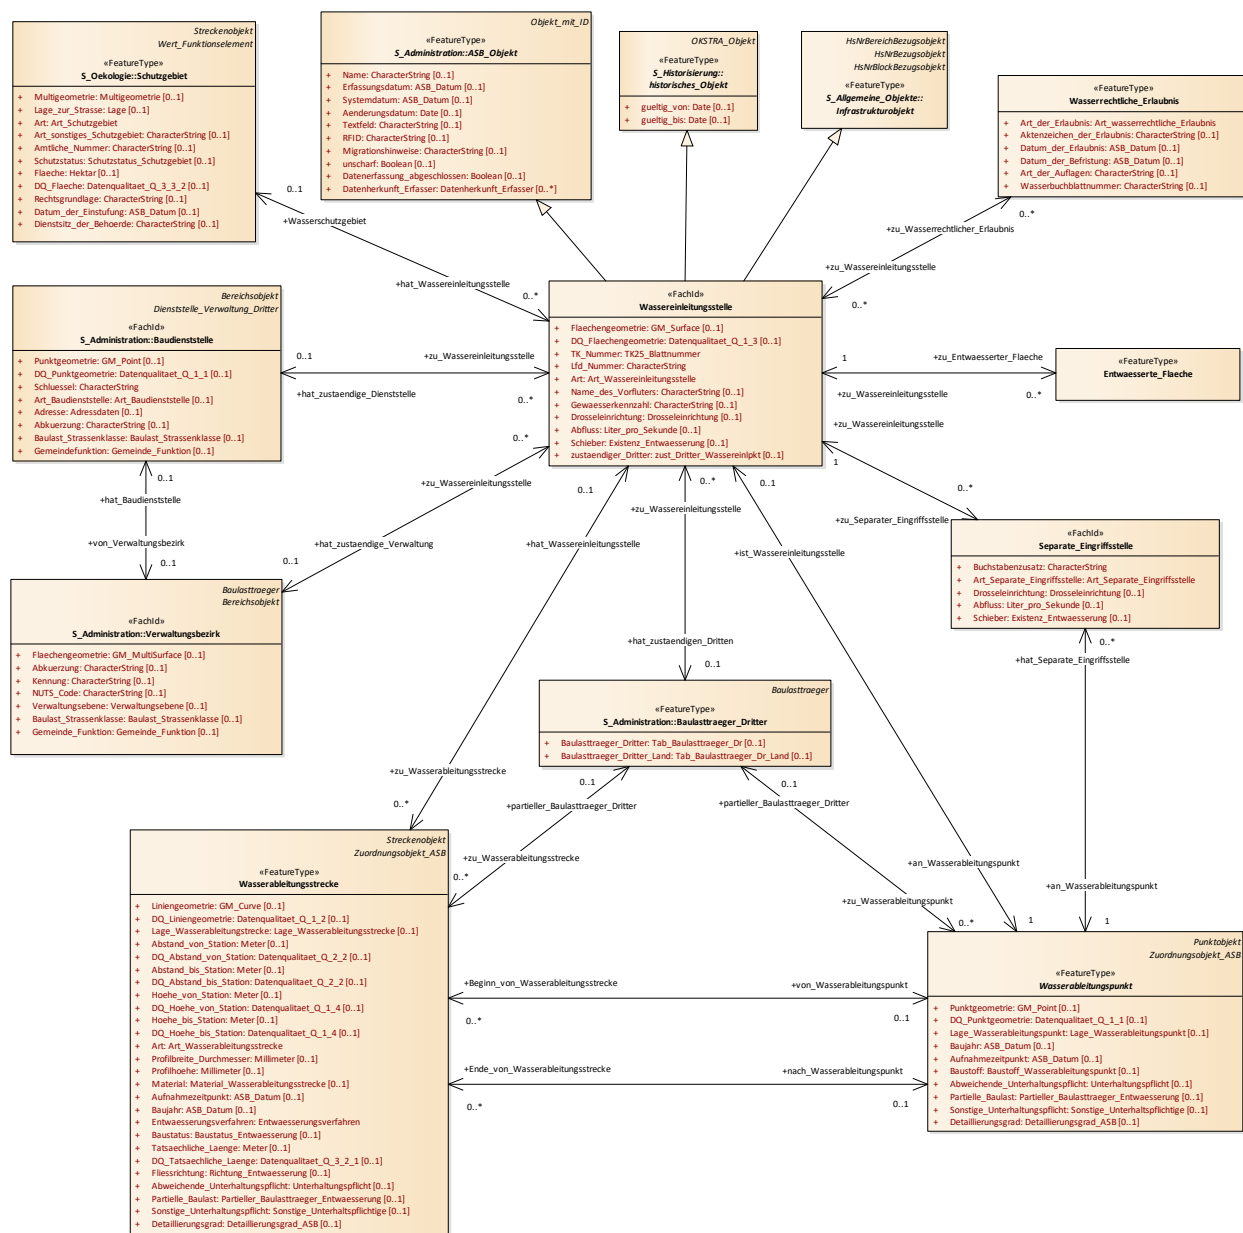 Streckenobjekt
Wert_Funktionselement
«FeatureType»
S_Oekologie::Schutzgebiet
+ Multigeometrie: Multigeometrie [0..1]
+ Lage_zur_Strasse: Lage [0..1]
+ Art: Art_Schutzgebiet
+ Art_sonstiges_Schutzgebiet: CharacterString [0..1]
+ Amtliche_Nummer: CharacterString [0..1]
+ Schutzstatus: Schutzstatus_Schutzgebiet [0..1]
+ Flaeche: Hektar [0..1]
+ DQ_Flaeche: Datenqualitaet_Q_3_3_2 [0..1]
+ Rechtsgrundlage: CharacterString [0..1]
+ Datum_der_Einstufung: ASB_Datum [0..1]
+ Dienstsitz_der_Behoerde: CharacterString [0..1]
Objekt_mit_ID
«FeatureType»
S_Administration::ASB_Objekt
+ Name: CharacterString [0..1]
+ Erfassungsdatum: ASB_Datum [0..1]
+ Systemdatum: ASB_Datum [0..1]
+ Aenderungsdatum: Date [0..1]
+ Textfeld: CharacterString [0..1]
+ RFID: CharacterString [0..1]
+ Migrationshinweise: CharacterString [0..1]
+ unscharf: Boolean [0..1]
+ Datenerfassung_abgeschlossen: Boolean [0..1]
+ Datenherkunft_Erfasser: Datenherkunft_Erfasser [0..*]
OKSTRA_Objekt
«FeatureType»
S_Historisierung::
historisches_Objekt
+ gueltig_von: Date [0..1]
+ gueltig_bis: Date [0..1]
HsNrBereichBezugsobjekt
HsNrBezugsobjekt
HsNrBlockBezugsobjekt
«FeatureType»
S_Allgemeine_Objekte::
Infrastrukturobjekt
«FeatureType»
Wasserrechtliche_Erlaubnis
+ Art_der_Erlaubnis: Art_wasserrechtliche_Erlaubnis
+ Aktenzeichen_der_Erlaubnis: CharacterString [0..1]
+ Datum_der_Erlaubnis: ASB_Datum [0..1]
+ Datum_der_Befristung: ASB_Datum [0..1]
+ Art_der_Auflagen: CharacterString [0..1]
+ Wasserbuchblattnummer: CharacterString [0..1]
0..1
+Wasserschutzgebiet
+hat_Wassereinleitungsstelle
0..*
0..*
+zu_Wasserrechtlicher_Erlaubnis
+zu_Wassereinleitungsstelle
0..*
«FachId»
Wassereinleitungsstelle
+ Flaechengeometrie: GM_Surface [0..1]
+ DQ_Flaechengeometrie: Datenqualitaet_Q_1_3 [0..1]
+ TK_Nummer: TK25_Blattnummer
+ Lfd_Nummer: CharacterString
+ Art: Art_Wassereinleitungsstelle
+ Name_des_Vorfluters: CharacterString [0..1]
+ Gewaesserkennzahl: CharacterString [0..1]
+ Drosseleinrichtung: Drosseleinrichtung [0..1]
+ Abfluss: Liter_pro_Sekunde [0..1]
+ Schieber: Existenz_Entwaesserung [0..1]
+ zustaendiger_Dritter: zust_Dritter_Wassereinlpkt [0..1]
Bereichsobjekt
Dienststelle_Verwaltung_Dritter
«FachId»
S_Administration::Baudienststelle
+ Punktgeometrie: GM_Point [0..1]
+ DQ_Punktgeometrie: Datenqualitaet_Q_1_1 [0..1]
+ Schluessel: CharacterString
+ Art_Baudienststelle: Art_Baudienststelle [0..1]
+ Adresse: Adressdaten [0..1]
+ Abkuerzung: CharacterString [0..1]
+ Baulast_Strassenklasse: Baulast_Strassenklasse [0..1]
+ Gemeindefunktion: Gemeinde_Funktion [0..1]
0..1
+zu_Wassereinleitungsstelle
+hat_zustaendige_Dienststelle
0..*
1
+zu_Entwaesserter_Flaeche
+zu_Wassereinleitungsstelle
0..*
«FeatureType»
Entwaesserte_Flaeche
+zu_Wassereinleitungsstelle
1
0..*
+zu_Separater_Eingriffsstelle
0..*
+zu_Wassereinleitungsstelle
+hat_zustaendige_Verwaltung
0..1
0..1
+hat_Baudienststelle
+von_Verwaltungsbezirk
0..1
Baulasttraeger
Bereichsobjekt
«FachId»
S_Administration::Verwaltungsbezirk
+ Flaechengeometrie: GM_MultiSurface [0..1]
+ Abkuerzung: CharacterString [0..1]
+ Kennung: CharacterString [0..1]
+ NUTS_Code: CharacterString [0..1]
+ Verwaltungsebene: Verwaltungsebene [0..1]
+ Baulast_Strassenklasse: Baulast_Strassenklasse [0..1]
+ Gemeinde_Funktion: Gemeinde_Funktion [0..1]
0..1
+hat_Wassereinleitungsstelle
+zu_Wasserableitungsstrecke
0..*
0..*
+zu_Wassereinleitungsstelle
+hat_zustaendigen_Dritten
0..1
0..1
+ist_Wassereinleitungsstelle
+an_Wasserableitungspunkt
1
«FachId»
Separate_Eingriffsstelle
+ Buchstabenzusatz: CharacterString
+ Art_Separate_Eingriffsstelle: Art_Separate_Eingriffsstelle
+ Drosseleinrichtung: Drosseleinrichtung [0..1]
+ Abfluss: Liter_pro_Sekunde [0..1]
+ Schieber: Existenz_Entwaesserung [0..1]
0..*
+hat_Separate_Eingriffsstelle
+an_Wasserableitungspunkt
1
Baulasttraeger
«FeatureType»
S_Administration::Baulasttraeger_Dritter
+ Baulasttraeger_Dritter: Tab_Baulasttraeger_Dr [0..1]
+ Baulasttraeger_Dritter_Land: Tab_Baulasttraeger_Dr_Land [0..1]
0..1
+partieller_Baulasttraeger_Dritter
+zu_Wasserableitungsstrecke
0..*
0..1
+partieller_Baulasttraeger_Dritter
+zu_Wasserableitungspunkt
0..*
Streckenobjekt
Zuordnungsobjekt_ASB
«FeatureType»
Wasserableitungsstrecke
+ Liniengeometrie: GM_Curve [0..1]
+ DQ_Liniengeometrie: Datenqualitaet_Q_1_2 [0..1]
+ Lage_Wasserableitungstrecke: Lage_Wasserableitungsstrecke [0..1]
+ Abstand_von_Station: Meter [0..1]
+ DQ_Abstand_von_Station: Datenqualitaet_Q_2_2 [0..1]
+ Abstand_bis_Station: Meter [0..1]
+ DQ_Abstand_bis_Station: Datenqualitaet_Q_2_2 [0..1]
+ Hoehe_von_Station: Meter [0..1]
+ DQ_Hoehe_von_Station: Datenqualitaet_Q_1_4 [0..1]
+ Hoehe_bis_Station: Meter [0..1]
+ DQ_Hoehe_bis_Station: Datenqualitaet_Q_1_4 [0..1]
+ Art: Art_Wasserableitungsstrecke
+ Profilbreite_Durchmesser: Millimeter [0..1]
+ Profilhoehe: Millimeter [0..1]
+ Material: Material_Wasserableitungsstrecke [0..1]
+ Aufnahmezeitpunkt: ASB_Datum [0..1]
+ Baujahr: ASB_Datum [0..1]
+ Entwaesserungsverfahren: Entwaesserungsverfahren
+ Baustatus: Baustatus_Entwaesserung [0..1]
+ Tatsaechliche_Laenge: Meter [0..1]
+ DQ_Tatsaechliche_Laenge: Datenqualitaet_Q_3_2_1 [0..1]
+ Fliessrichtung: Richtung_Entwaesserung [0..1]
+ Abweichende_Unterhaltungspflicht: Unterhaltungspflicht [0..1]
+ Partielle_Baulast: Partieller_Baulasttraeger_Entwaesserung [0..1]
+ Sonstige_Unterhaltungspflicht: Sonstige_Unterhaltspflichtige [0..1]
+ Detaillierungsgrad: Detaillierungsgrad_ASB [0..1]
+Beginn_von_Wasserableitungsstrecke
+von_Wasserableitungspunkt
0..*
0..1
+Ende_von_Wasserableitungsstrecke
+nach_Wasserableitungspunkt
0..*
0..1
Punktobjekt
Zuordnungsobjekt_ASB
«FeatureType»
Wasserableitungspunkt
+ Punktgeometrie: GM_Point [0..1]
+ DQ_Punktgeometrie: Datenqualitaet_Q_1_1 [0..1]
+ Lage_Wasserableitungspunkt: Lage_Wasserableitungspunkt [0..1]
+ Baujahr: ASB_Datum [0..1]
+ Aufnahmezeitpunkt: ASB_Datum [0..1]
+ Baustoff: Baustoff_Wasserableitungspunkt [0..1]
+ Abweichende_Unterhaltungspflicht: Unterhaltungspflicht [0..1]
+ Partielle_Baulast: Partieller_Baulasttraeger_Entwaesserung [0..1]
+ Sonstige_Unterhaltungspflicht: Sonstige_Unterhaltspflichtige [0..1]
+ Detaillierungsgrad: Detaillierungsgrad_ASB [0..1]